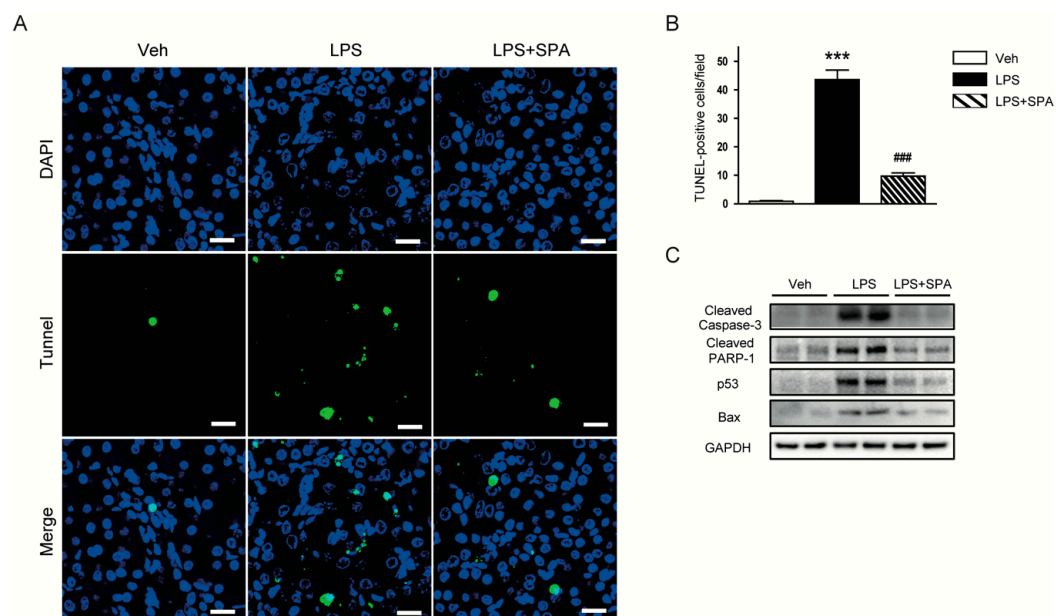 A
Veh
LPS
LPS+SPA
DAPI
Tunnel
Merge
B
TUNEL-positive cells/field
50
40
30
20
10
0
***
###
Veh
LPS
LPS+SPA
C
Veh
LPS
LPS+SPA
Cleaved
Caspase-3
Cleaved
PARP-1
p53
Bax
GAPDH